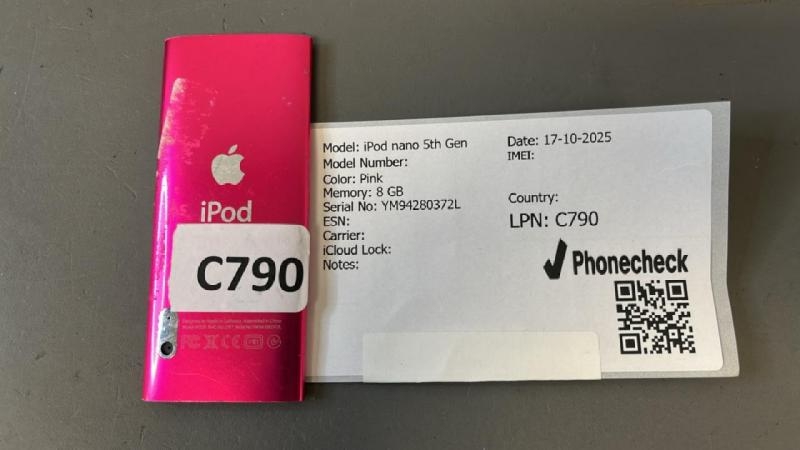 iPod
C790
Model: iPod nano 5th Gen
Model Number:
Color: Pink
Memory: 8 GB
Serial No: YM94280372L
ESN:
Carrier:
iCloud Lock:
Notes:
Date: 17-10-2025
IMEI:
Country:
LPN: C790
Phonecheck